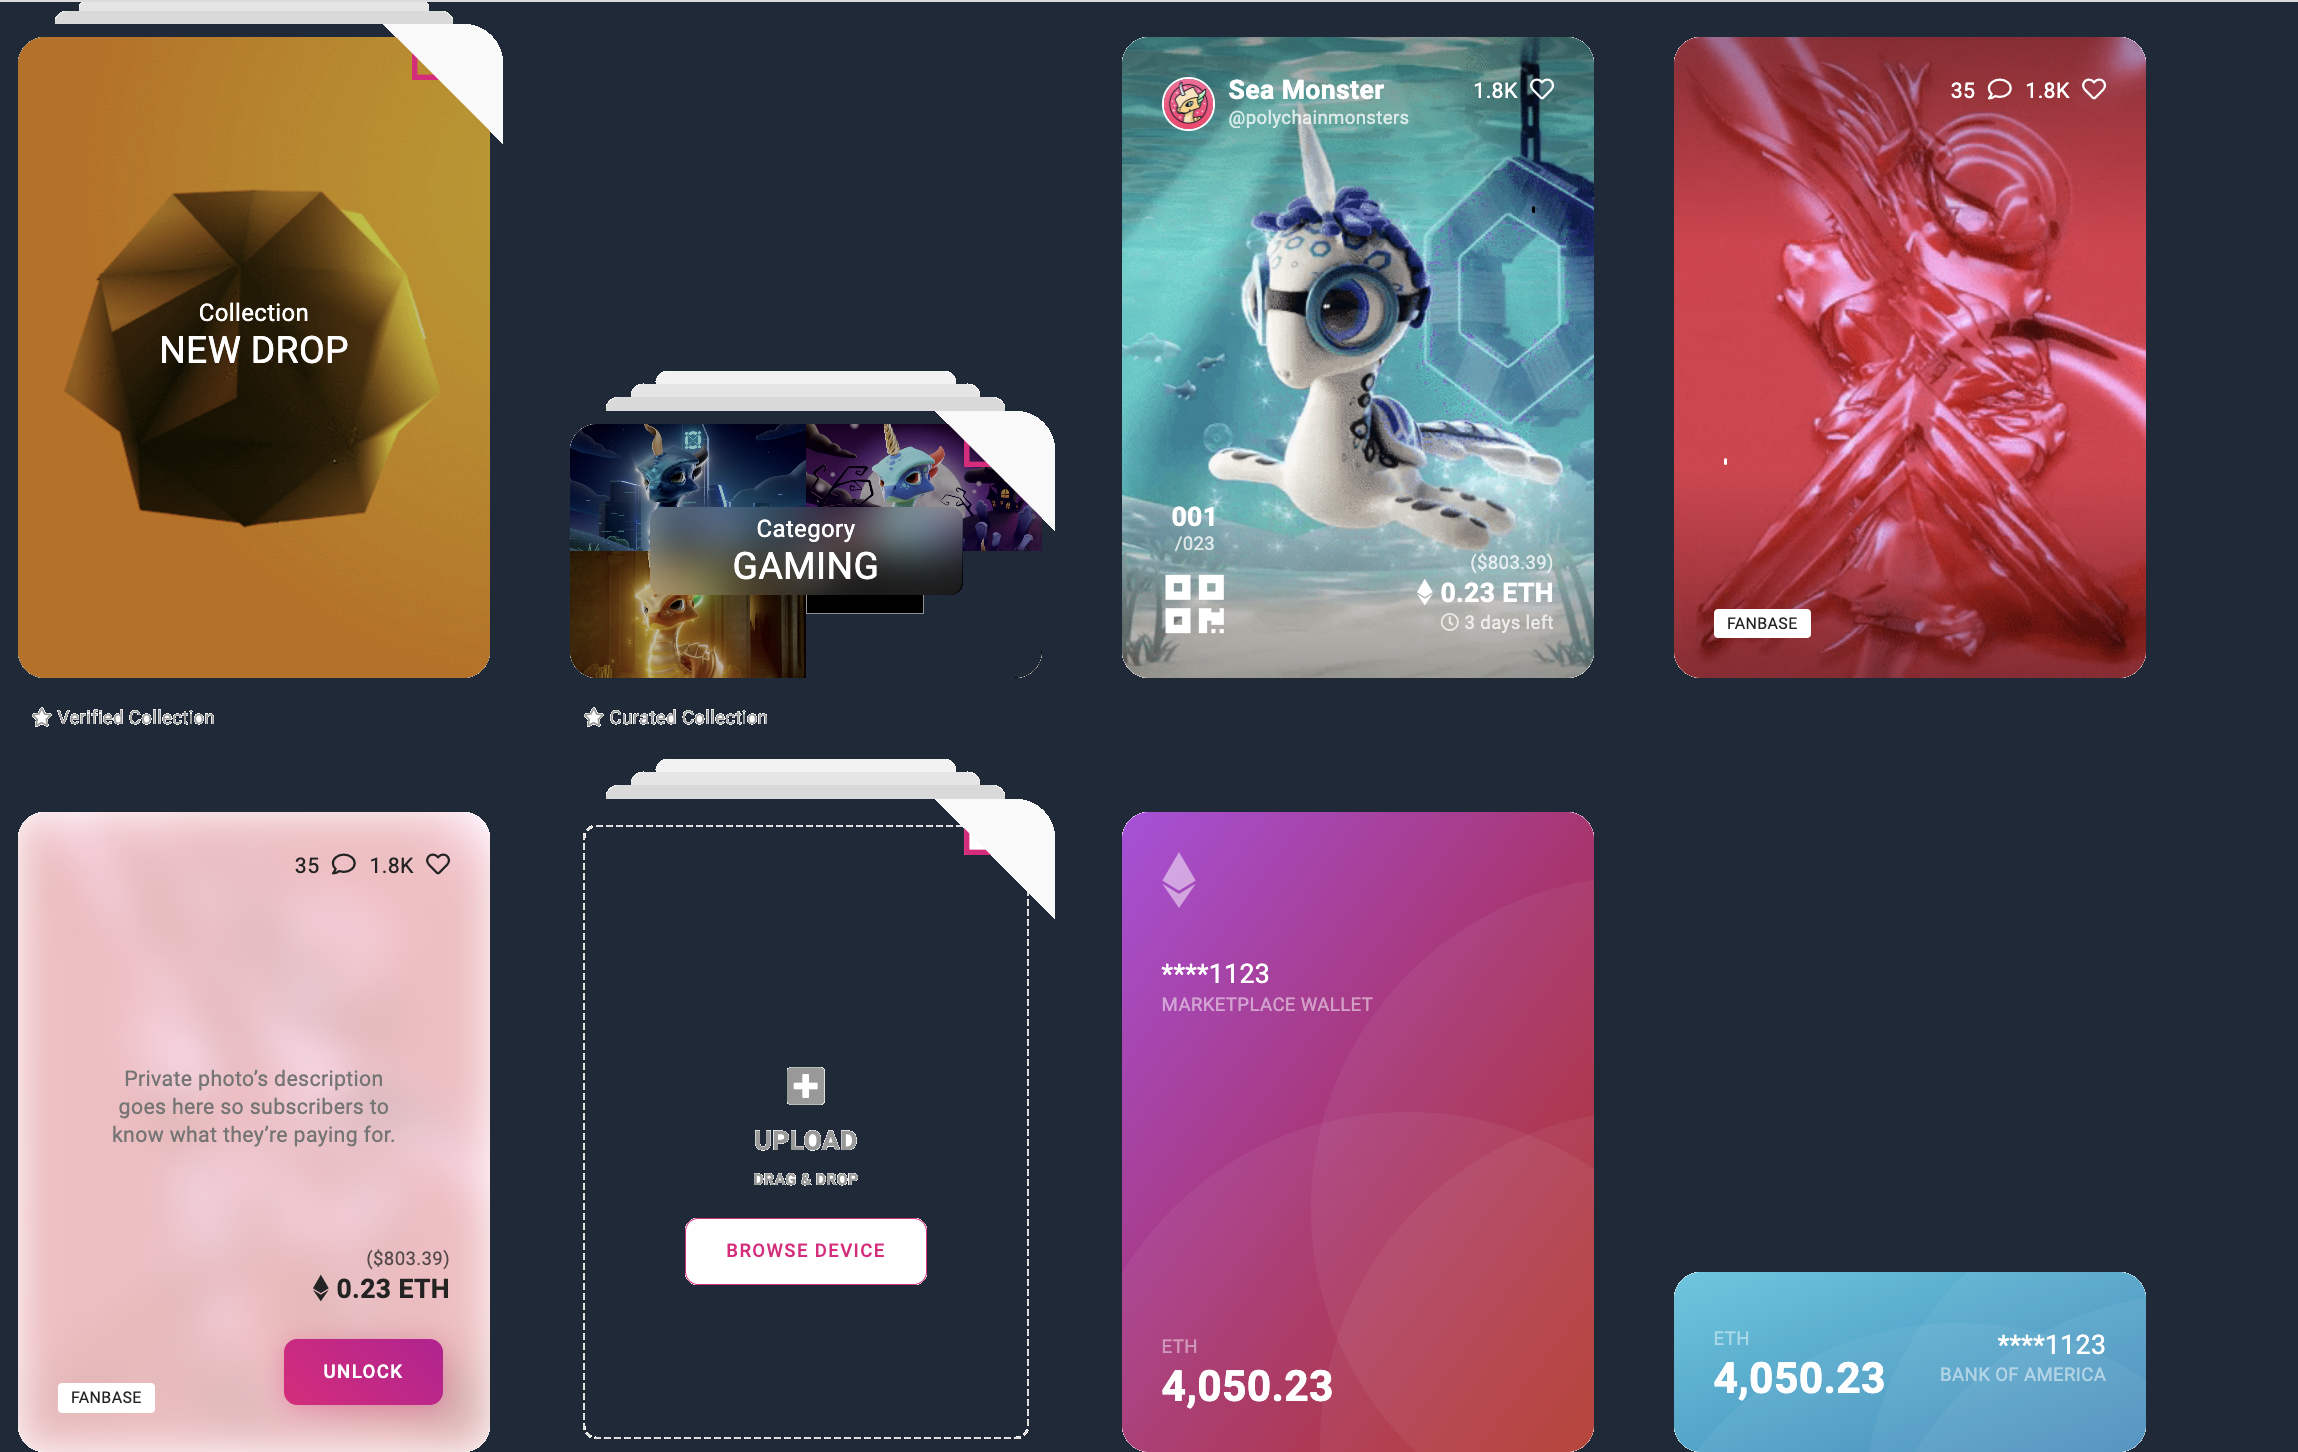 Collection
NEW DROP
Category
GAMING
Sea Monster
@polychainmonsters
1.8K
001
/023
($803.39)
0.23 ETH
3 days left
35 1.8K
FANBASE
Verified Collection
Curated Collection
35 1.8K
Private photo’s description
goes here so subscribers to
know what they’re paying for.
($803.39)
0.23 ETH
UNLOCK
FANBASE
UPLOAD
DRAG & DROP
BROWSE DEVICE
****1123
MARKETPLACE WALLET
ETH
4,050.23
ETH
4,050.23
****1123
BANK OF AMERICA